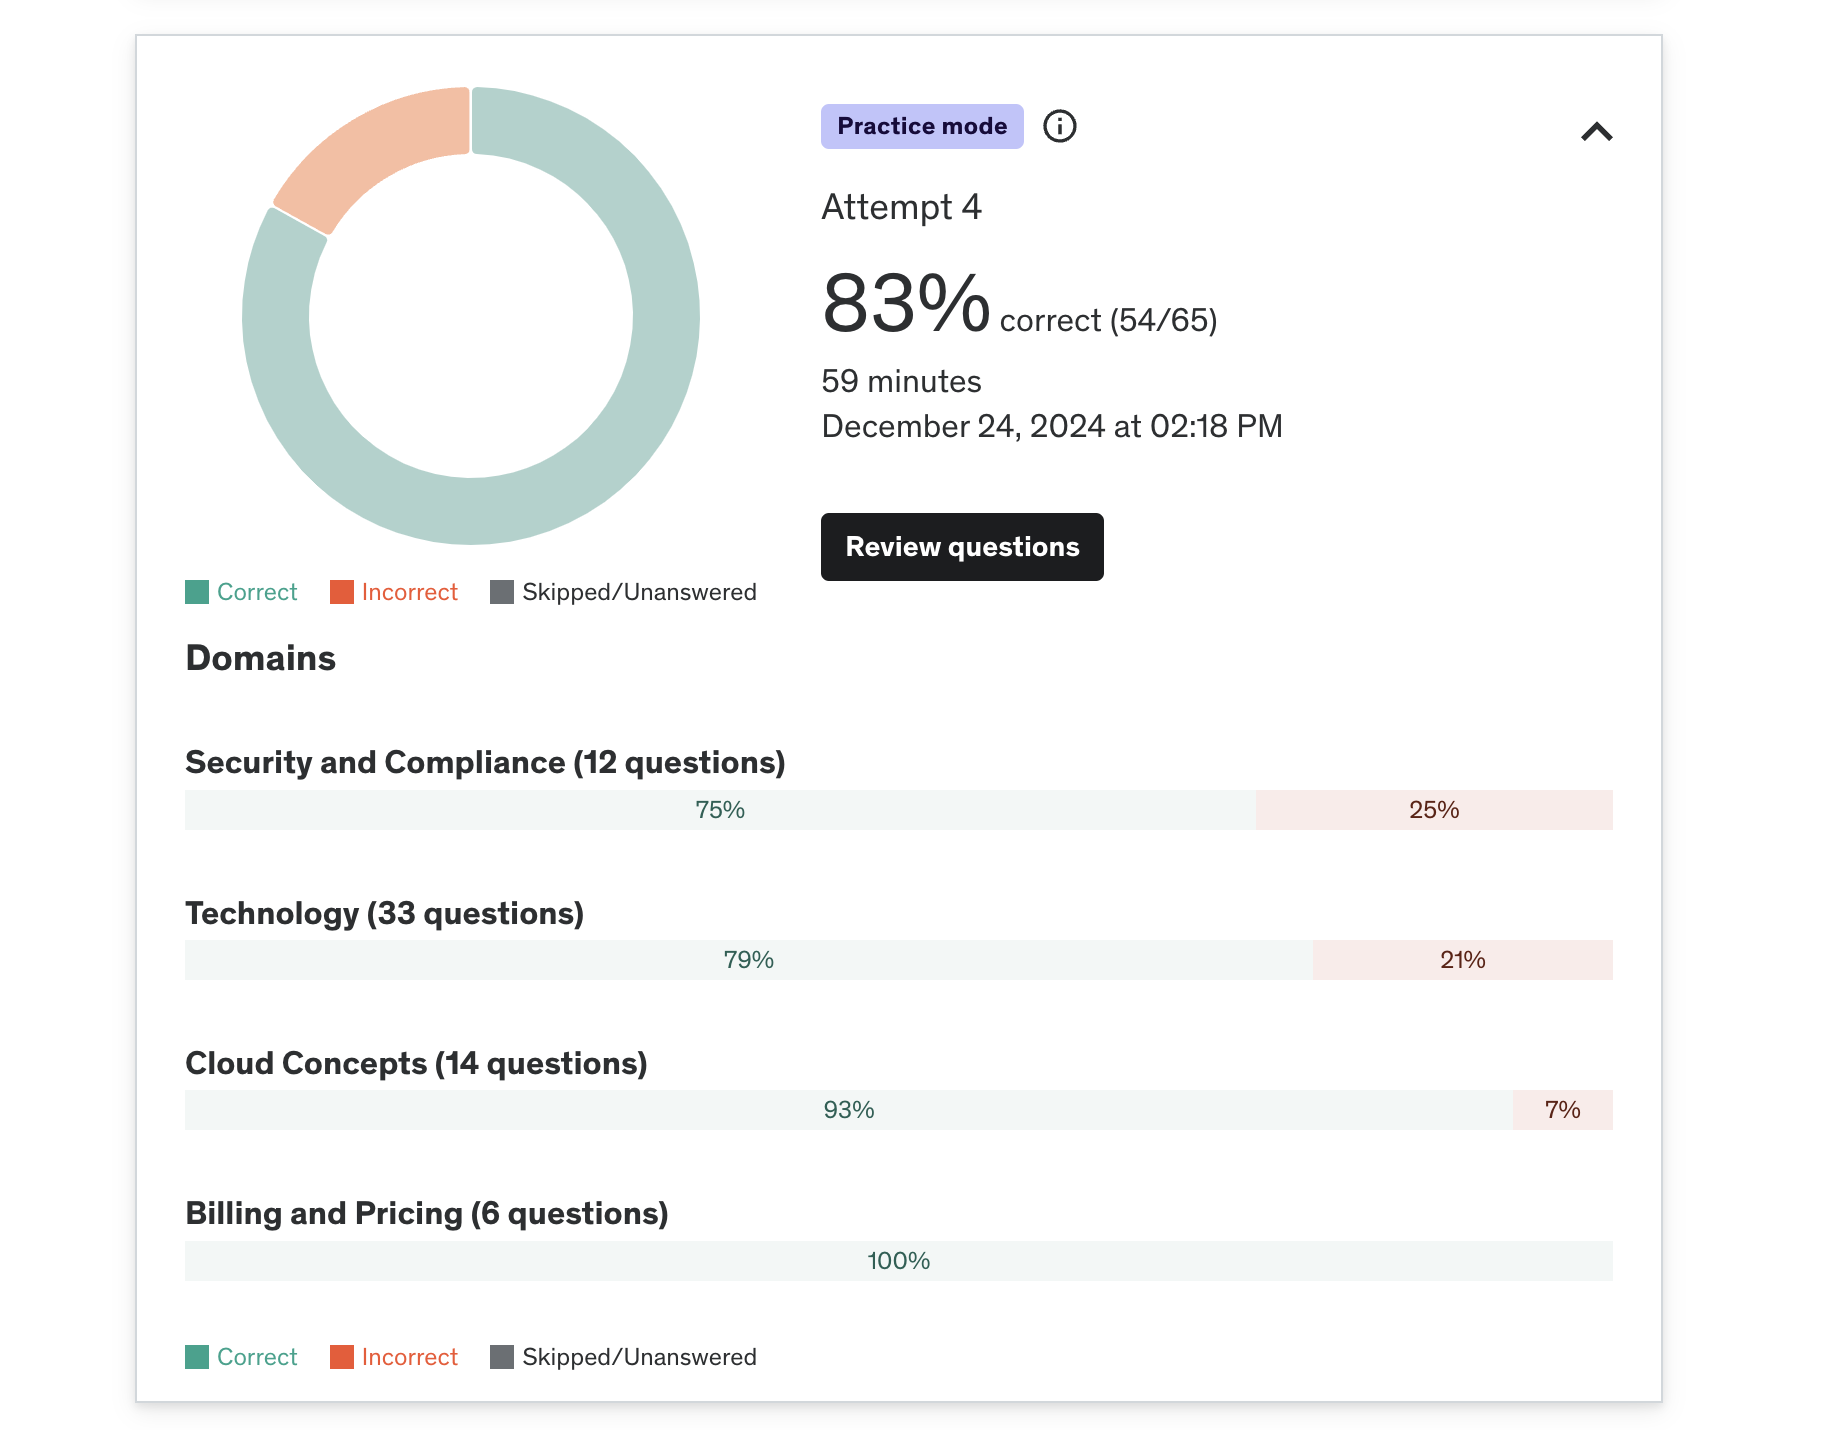 Practice mode
Attempt 4
83% correct (54/65)
59 minutes
December 24, 2024 at 02:18 PM
Review questions
Correct Incorrect Skipped/Unanswered
Domains
Security and Compliance (12 questions)
75% 25%
Technology (33 questions)
79% 21%
Cloud Concepts (14 questions)
93% 7%
Billing and Pricing (6 questions)
100%
Correct Incorrect Skipped/Unanswered